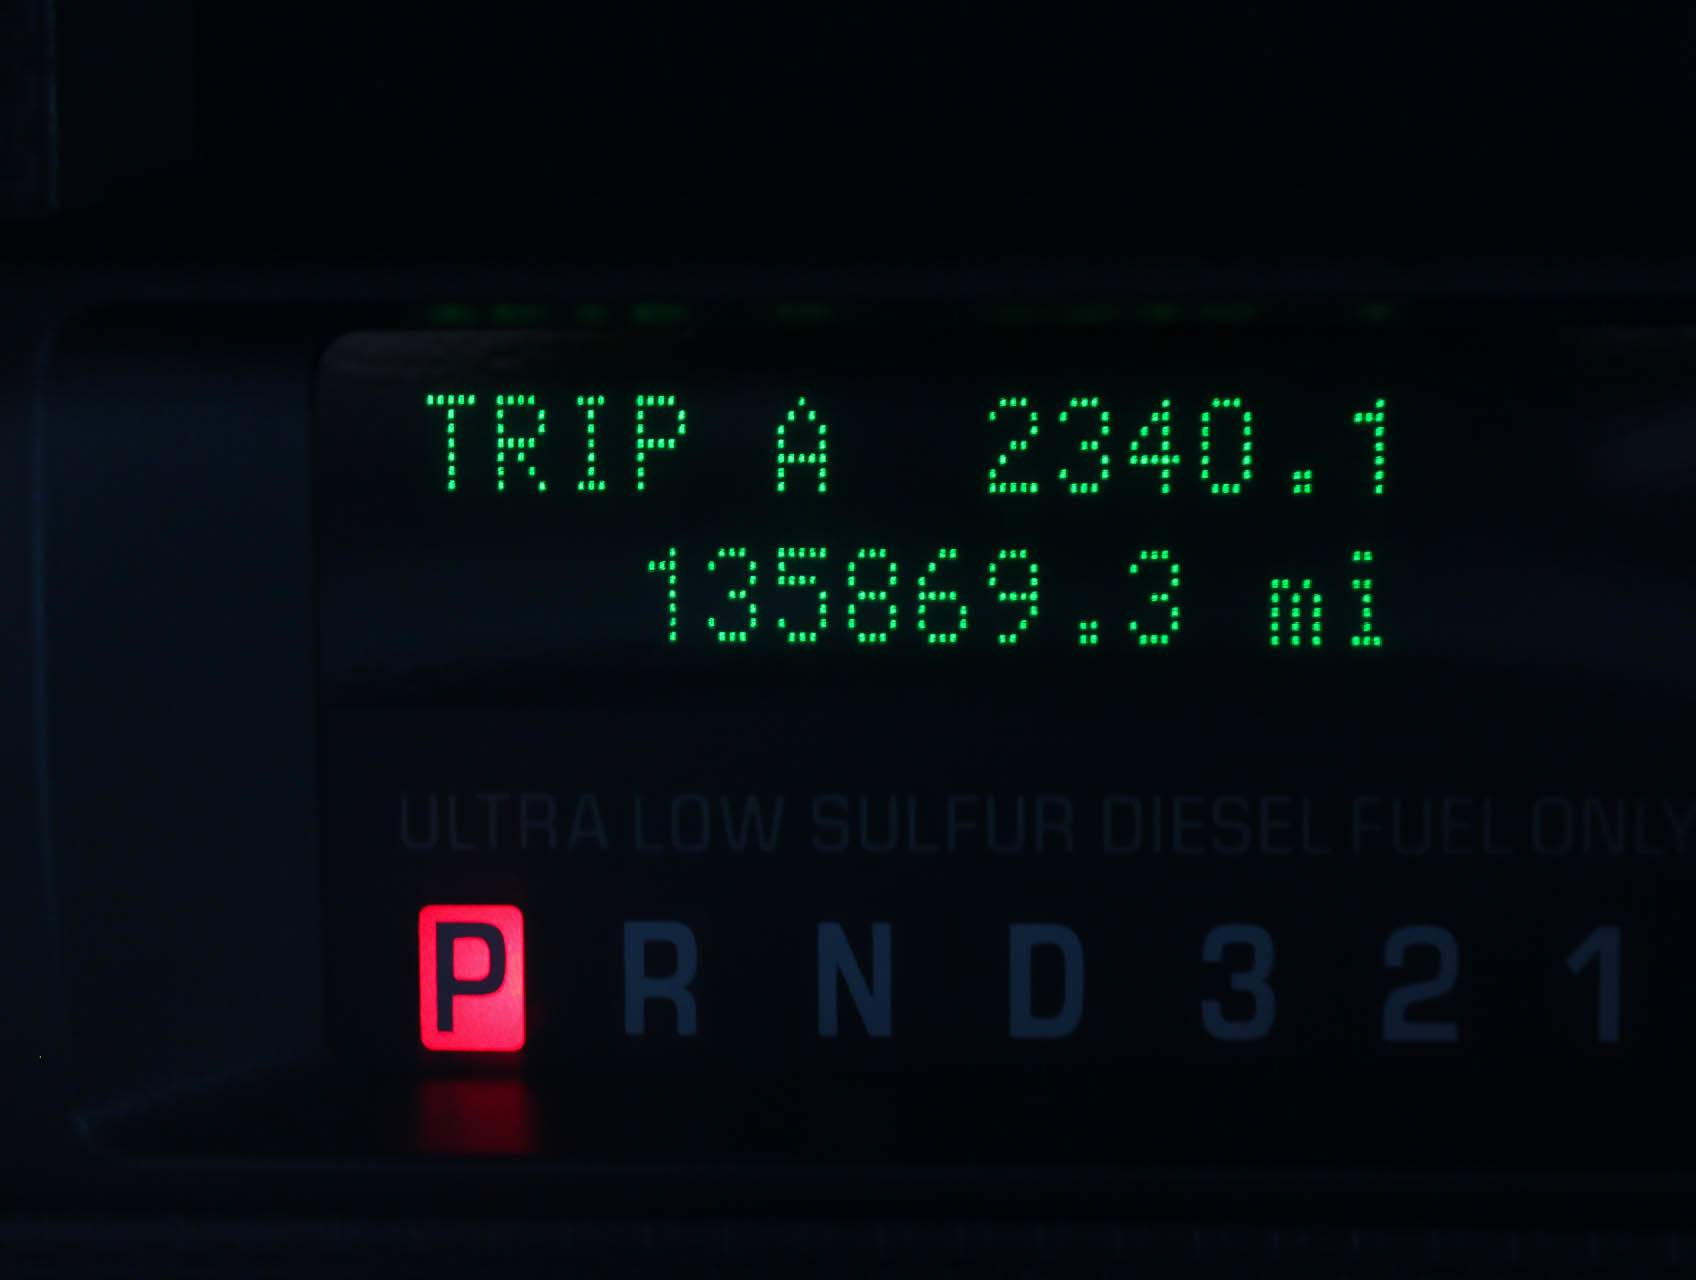 TRIP A 2340.1
135869.3 mi
ULTRA LOW SULFUR DIESEL FUEL ONLY
P R N D 3 2 1